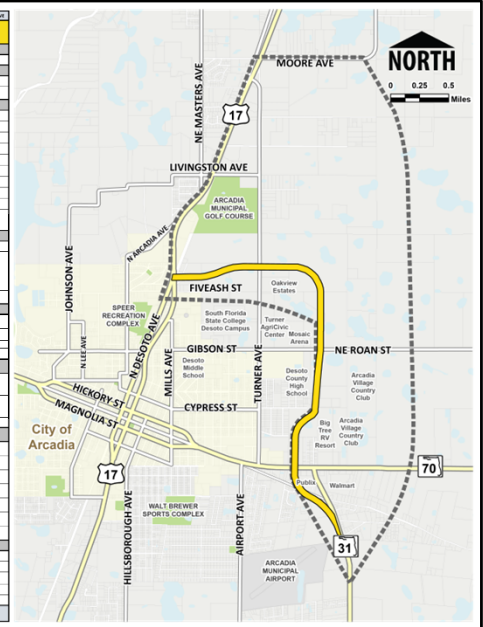 MOORE AVE
NORTH
0 0.25 0.5
Miles
NE MASTERS AVE
17
LIVINGSTON AVE
ARCADIA
MUNICIPAL
GOLF COURSE
N ARCADIA AVE
JOHNSON AVE
FIVEASH ST
Oakview
Estates
SPEER
RECREATION
COMPLEX
N DESOTO AVE
South Florida
State College
Desoto Campus
Turner
AgriCivic
Center
Mosaic
Arena
N LEE AVE
MILLS AVE
GIBSON ST
TURNER AVE
NE ROAN ST
Desoto
Middle
School
Desoto
County
High
School
Arcadia
Village
Country
Club
HICKORY ST
MAGNOLIA ST
CYPRESS ST
City of
Arcadia
Big
Tree
RV
Resort
Arcadia
Village
Country
Club
70
17
Publix
Walmart
HILLSBOROUGH AVE
WALT BREWER
SPORTS COMPLEX
AIRPORT AVE
31
ARCADIA
MUNICIPAL
AIRPORT